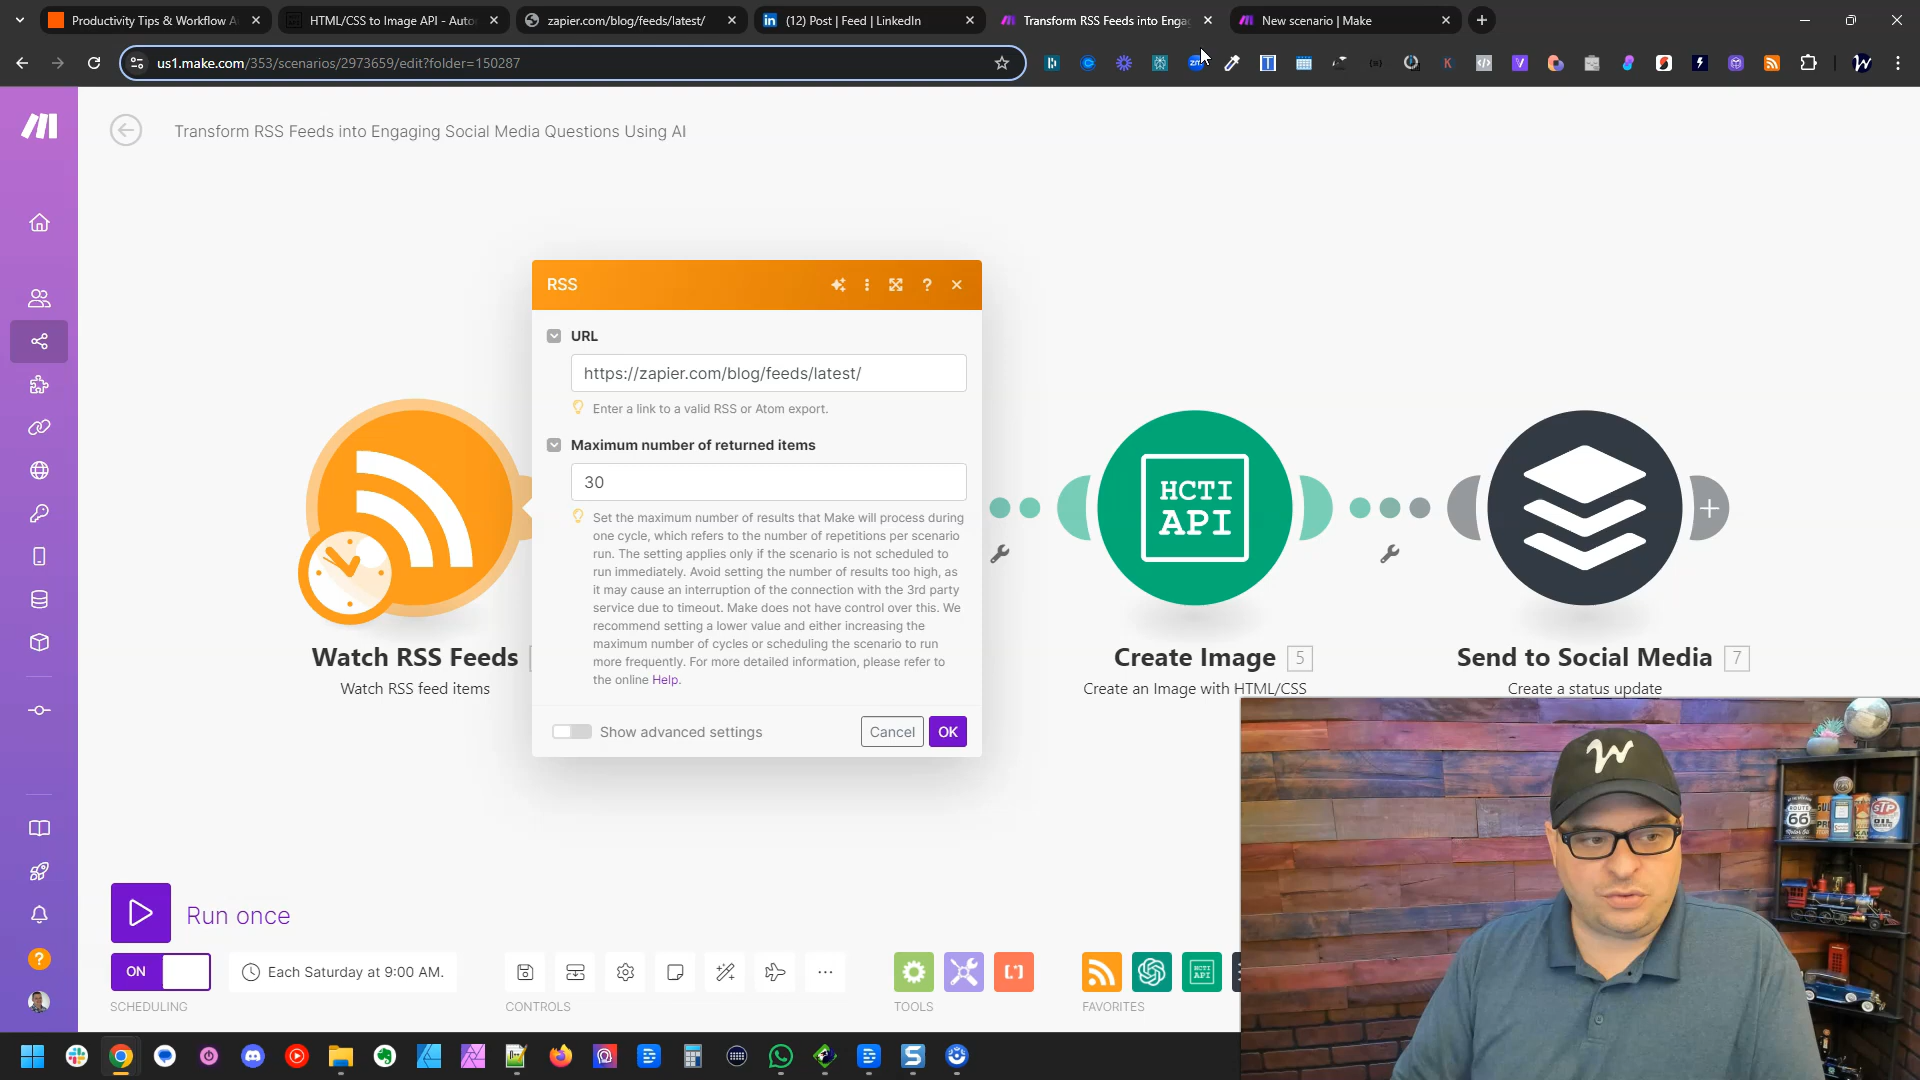 Productivity Tips & Workflow A
HTML/CSS to Image API - Auto
zapier.com/blog/feeds/latest/
(12) Post | Feed | LinkedIn
Transform RSS Feeds into Enga
New scenario | Make
us1.make.com/353/scenarios/2973659/edit?folder=150287
Transform RSS Feeds into Engaging Social Media Questions Using AI
RSS
URL
https://zapier.com/blog/feeds/latest/
Enter a link to a valid RSS or Atom export.
Maximum number of returned items
30
Set the maximum number of results that Make will process during
one cycle, which refers to the number of repetitions per scenario
run. The setting applies only if the scenario is not scheduled to
run immediately. Avoid setting the number of results too high, as
it may cause an interruption of the connection with the 3rd party
service due to timeout. Make does not have control over this. We
recommend setting a lower value and either increasing the
maximum number of cycles or scheduling the scenario to run
more frequently. For more detailed information, please refer to
the online Help.
Show advanced settings
Cancel
OK
HCTI
API
Watch RSS Feeds
Watch RSS feed items
Create Image 5
Create an Image with HTML/CSS
Send to Social Media 7
Create a status update
Run once
ON
Each Saturday at 9:00 AM.
SCHEDULING
CONTROLS
TOOLS
FAVORITES
ROUTE
66
GULF
STP
OIL